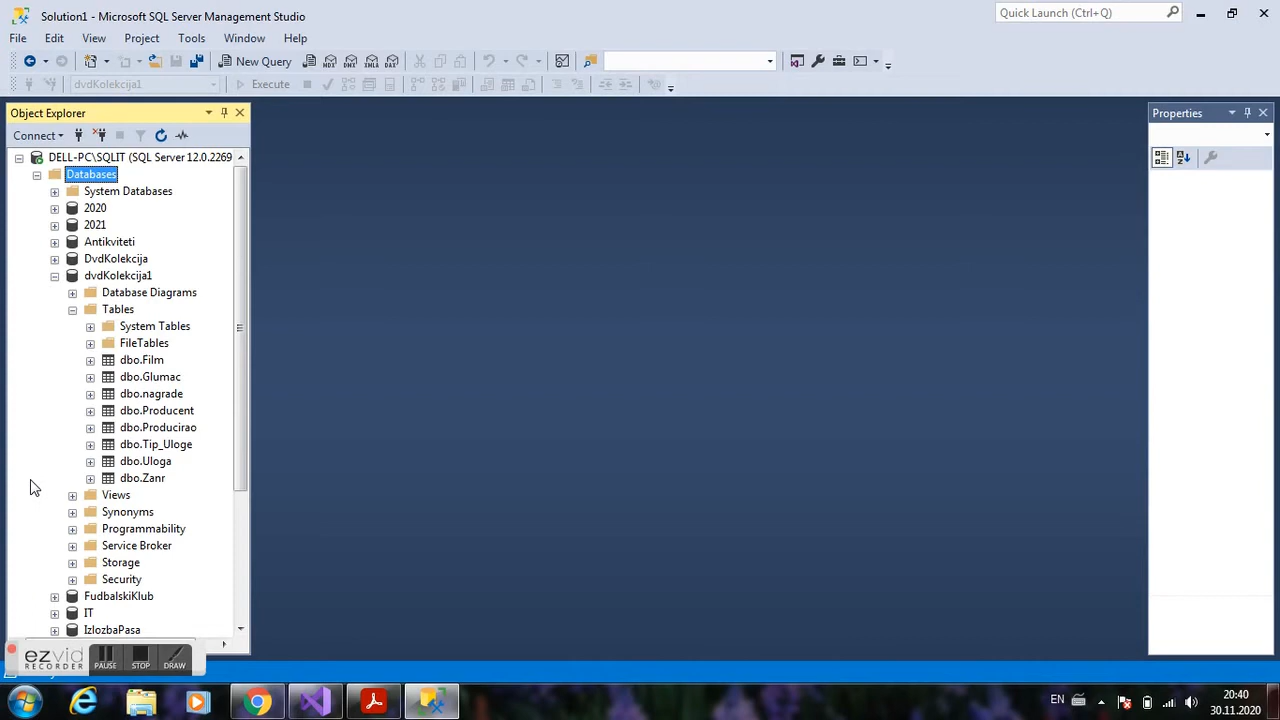 Solution1 - Microsoft SQL Server Management Studio
Quick Launch (Ctrl+Q)
File Edit View Project Tools Window Help
New Query
MDX DMX XMLA DAX
dvdKolekcija1
Execute
Object Explorer
Properties
Connect
DELL-PC\SQLIT (SQL Server 12.0.2269
Databases
System Databases
2020
2021
Antikviteti
DvdKolekcija
dvdKolekcija1
Database Diagrams
Tables
System Tables
FileTables
dbo.Film
dbo.Glumac
dbo.nagrade
dbo.Producent
dbo.Producirao
dbo.Tip_Uloge
dbo.Uloga
dbo.Zanr
Views
Synonyms
Programmability
Service Broker
Storage
Security
FudbalskiKlub
IT
IzlozbaPasa
ezvid
RECORDER
PAUSE STOP DRAW
EN
20:40
30.11.2020